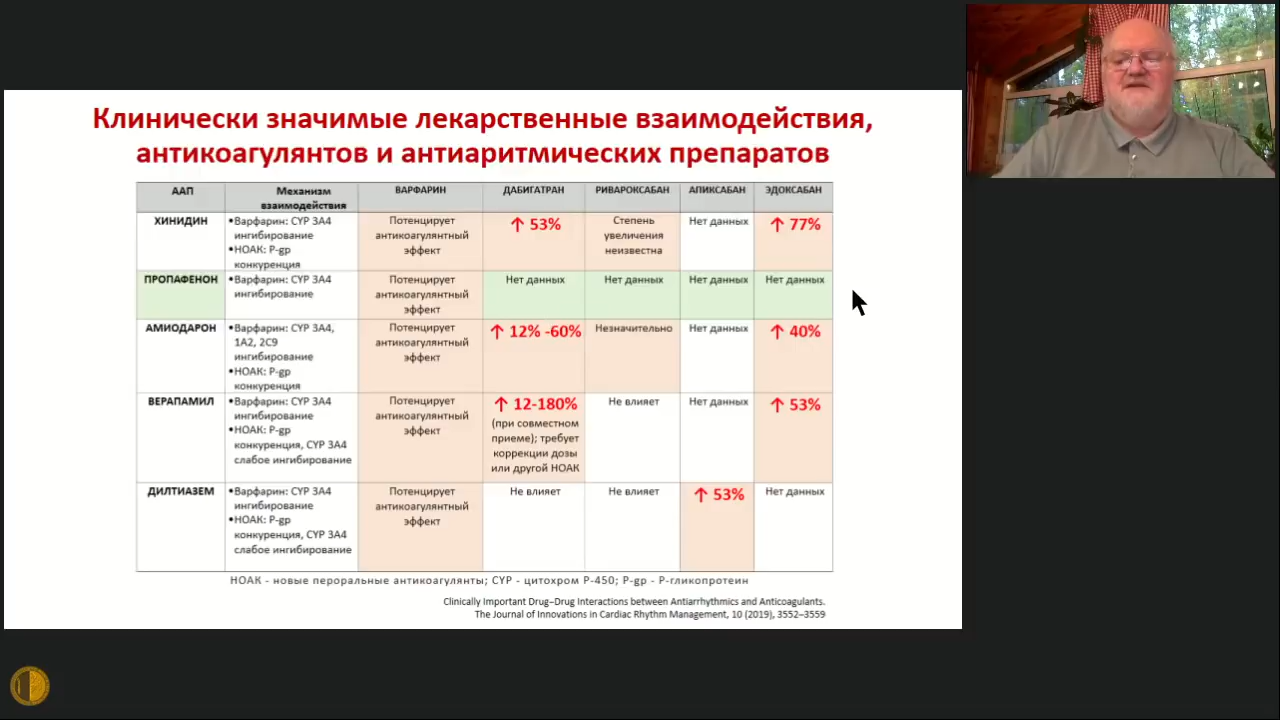 Клинически значимые лекарственные взаимодействия,
антикоагулянтов и антиаритмических препаратов
ААП
Механизм
взаимодействия
ВАРФАРИН
ДАБИГАТРАН
РИВАРОКСАБАН
АПИКСАБАН
ЭДОКСАБАН
ХИНИДИН
•Варфарин: CYP 3A4
ингибирование
•НОАК: P-gp
конкуренция
Потенцирует
антикоагулянтный
эффект
↑ 53%
Степень
увеличения
неизвестна
Нет данных
↑ 77%
ПРОПАФЕНОН
•Варфарин: CYP 3A4
ингибирование
Потенцирует
антикоагулянтный
эффект
Нет данных
Нет данных
Нет данных
Нет данных
АМИОДАРОН
•Варфарин: CYP 3A4,
1A2, 2C9
ингибирование
•НОАК: P-gp
конкуренция
Потенцирует
антикоагулянтный
эффект
↑ 12% -60%
Незначительно
Нет данных
↑ 40%
ВЕРАПАМИЛ
•Варфарин: CYP 3A4
ингибирование
•НОАК: P-gp
конкуренция, CYP 3A4
слабое ингибирование
Потенцирует
антикоагулянтный
эффект
↑ 12-180%
(при совместном
приеме); требует
коррекции дозы
или другой НОАК
Не влияет
Нет данных
↑ 53%
ДИЛТИАЗЕМ
•Варфарин: CYP 3A4
ингибирование
•НОАК: P-gp
конкуренция, CYP 3A4
слабое ингибирование
Потенцирует
антикоагулянтный
эффект
Не влияет
Не влияет
↑ 53%
Нет данных
НОАК - новые пероральные антикоагулянты; CYP - цитохром Р-450; P-gp - Р-гликопротеин
Clinically Important Drug–Drug Interactions between Antiarrhythmics and Anticoagulants.
The Journal of Innovations in Cardiac Rhythm Management, 10 (2019), 3552–3559